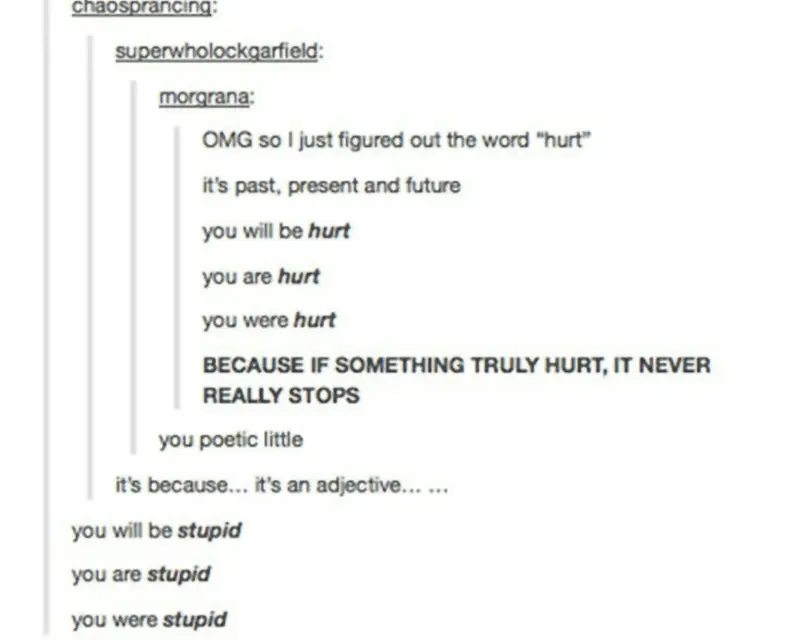 chaosprancing:
superwholockgarfield:
morgrana:
OMG so I just figured out the word “hurt”
it’s past, present and future
you will be hurt
you are hurt
you were hurt
BECAUSE IF SOMETHING TRULY HURT, IT NEVER
REALLY STOPS
you poetic little
it’s because... it’s an adjective... ...
you will be stupid
you are stupid
you were stupid